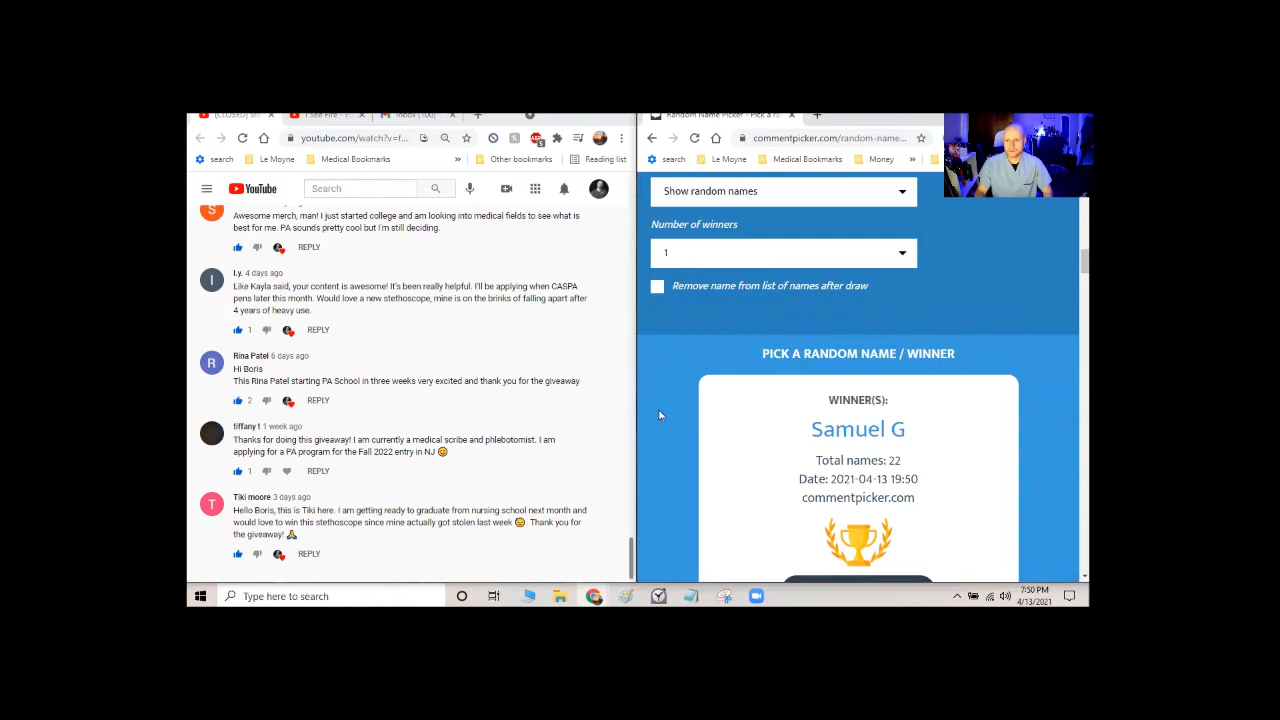 (CLOSED) St
I See Fire - E
Inbox (100)
youtube.com/watch?v=f...
search
Le Moyne
Medical Bookmarks
»
Other bookmarks
Reading list
YouTube
Search
S
Awesome merch, man! I just started college and am looking into medical fields to see what is
best for me. PA sounds pretty cool but I'm still deciding.
REPLY
I
I.y. 4 days ago
Like Kayla said, your content is awesome! It's been really helpful. I'll be applying when CASPA
pens later this month. Would love a new stethoscope, mine is on the brinks of falling apart after
4 years of heavy use.
1 REPLY
R
Rina Patel 6 days ago
Hi Boris
This Rina Patel starting PA School in three weeks very excited and thank you for the giveaway
2 REPLY
tiffany t 1 week ago
Thanks for doing this giveaway! I am currently a medical scribe and phlebotomist. I am
applying for a PA program for the Fall 2022 entry in NJ 😊
1 REPLY
T
Tiki moore 3 days ago
Hello Boris, this is Tiki here. I am getting ready to graduate from nursing school next month and
would love to win this stethoscope since mine actually got stolen last week 😔. Thank you for
the giveaway! 🙏
REPLY
Random Name Picker - Pick a r
commentpicker.com/random-name...
search
Le Moyne
Medical Bookmarks
Money
»
Show random names
Number of winners
1
Remove name from list of names after draw
PICK A RANDOM NAME / WINNER
WINNER(S):
Samuel G
Total names: 22
Date: 2021-04-13 19:50
commentpicker.com
Type here to search
7:50 PM
4/13/2021